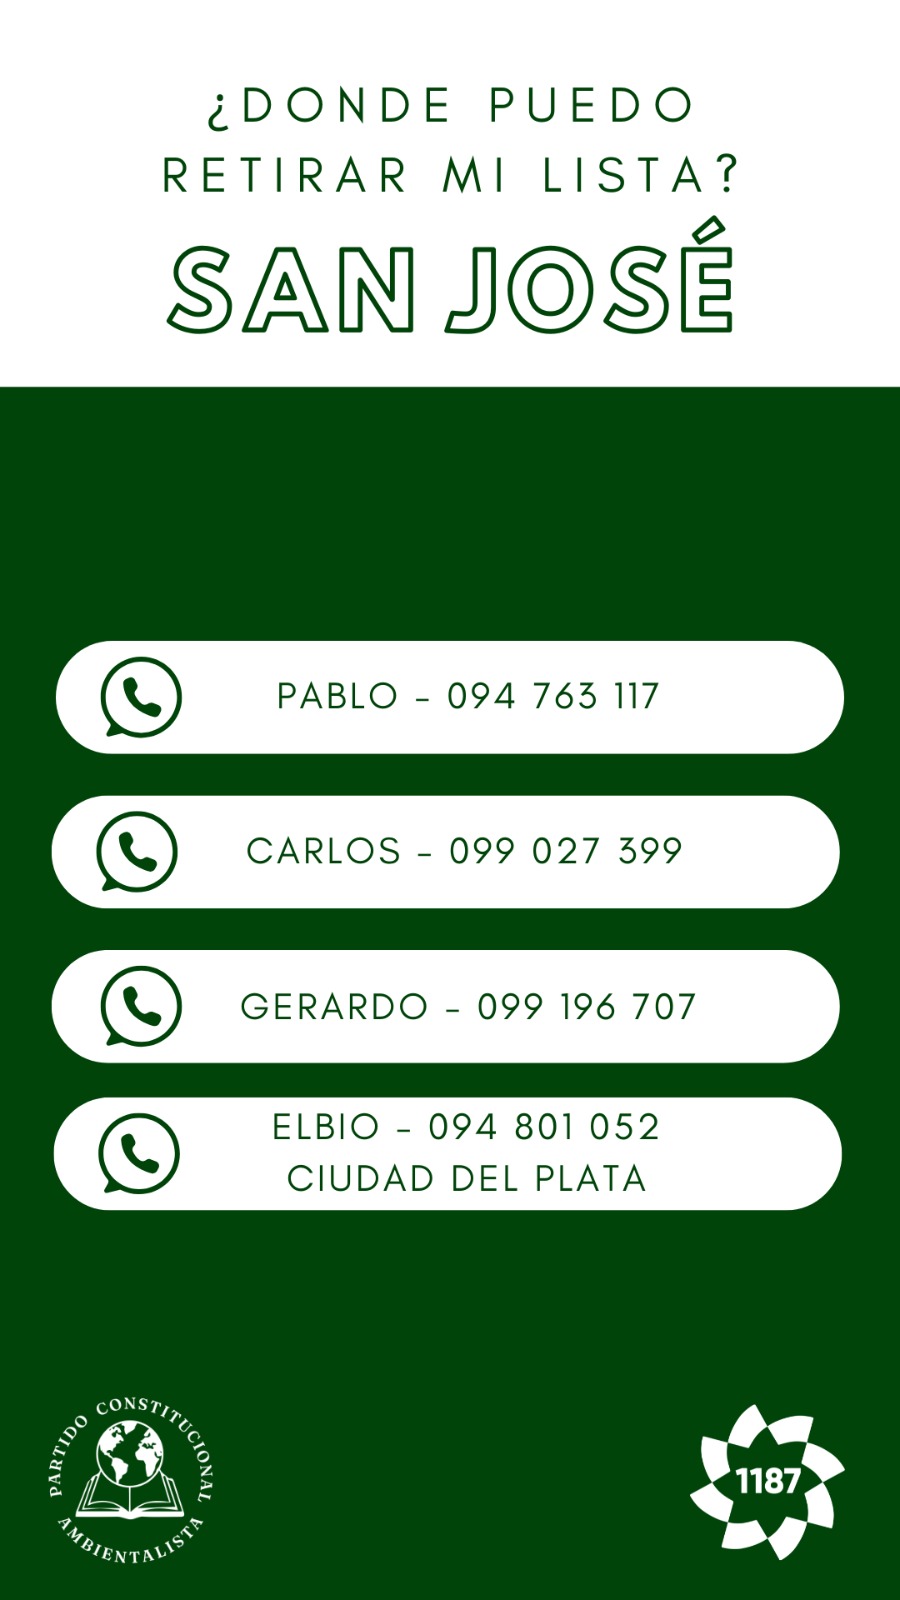 ¿DONDE PUEDO
RETIRAR MI LISTA?
SAN JOSÉ
PABLO - 094 763 117
CARLOS - 099 027 399
GERARDO - 099 196 707
ELBIO - 094 801 052
CIUDAD DEL PLATA
PARTIDO CONSTITUCIONAL
AMBIENTALISTA
1187